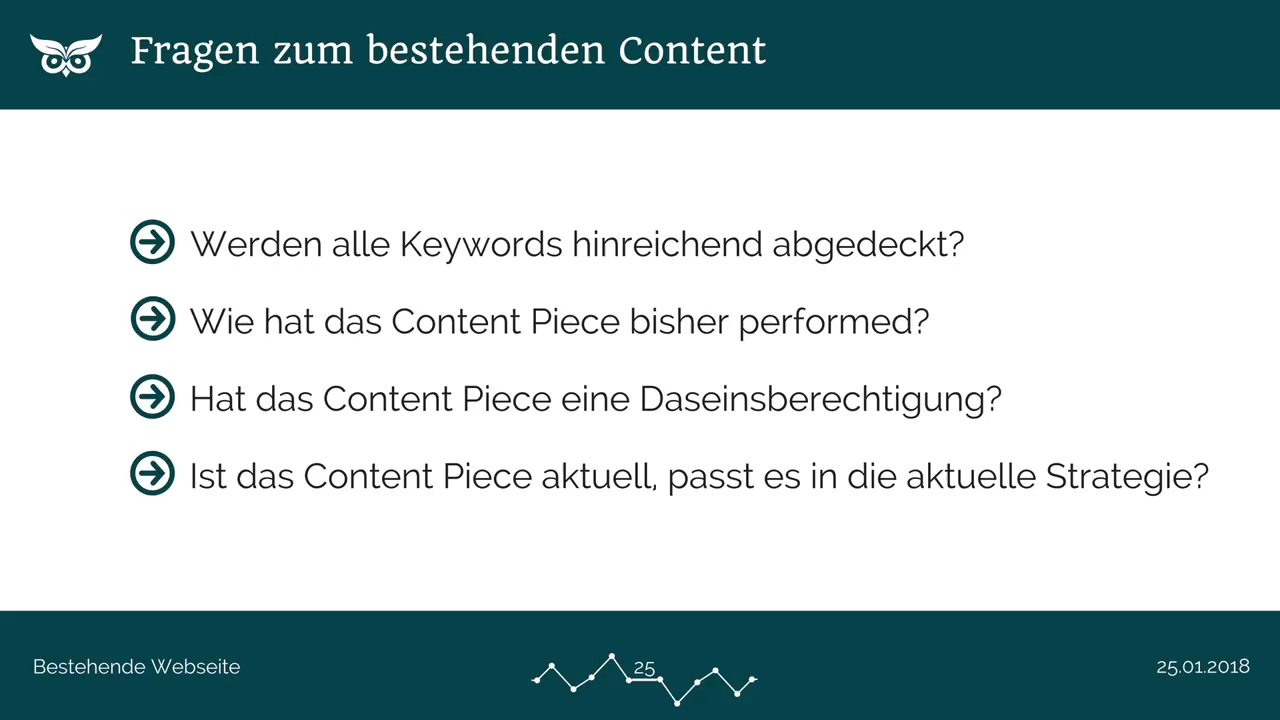 Fragen zum bestehenden Content
Werden alle Keywords hinreichend abgedeckt?
Wie hat das Content Piece bisher performed?
Hat das Content Piece eine Daseinsberechtigung?
Ist das Content Piece aktuell, passt es in die aktuelle Strategie?
Bestehende Webseite
25
25.01.2018